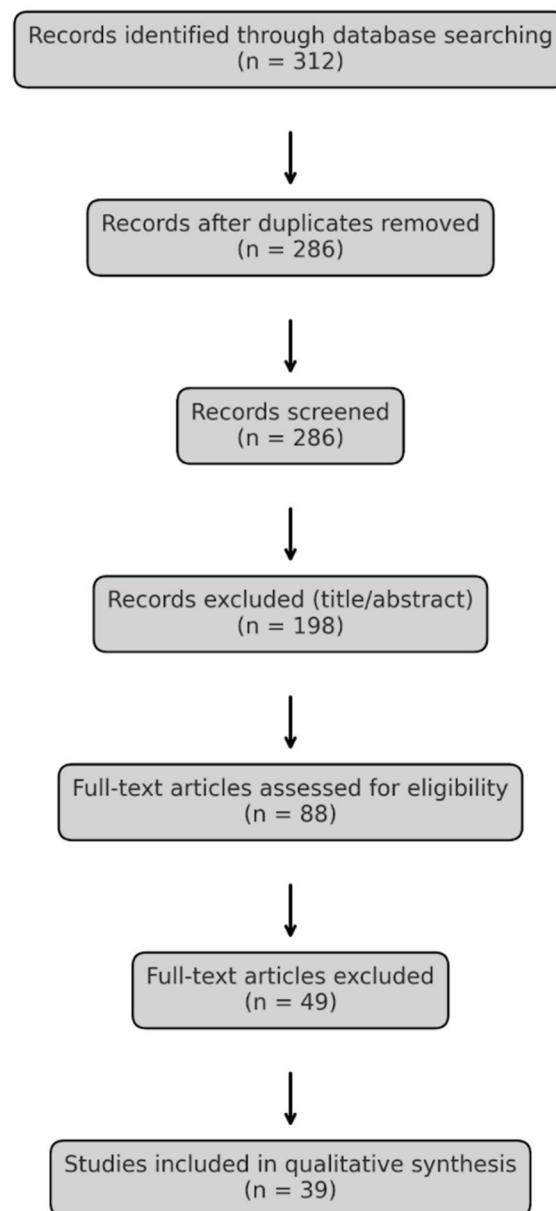 Records identified through database searching
(n = 312)
Records after duplicates removed
(n = 286)
Records screened
(n = 286)
Records excluded (title/abstract)
(n = 198)
Full-text articles assessed for eligibility
(n = 88)
Full-text articles excluded
(n = 49)
Studies included in qualitative synthesis
(n = 39)